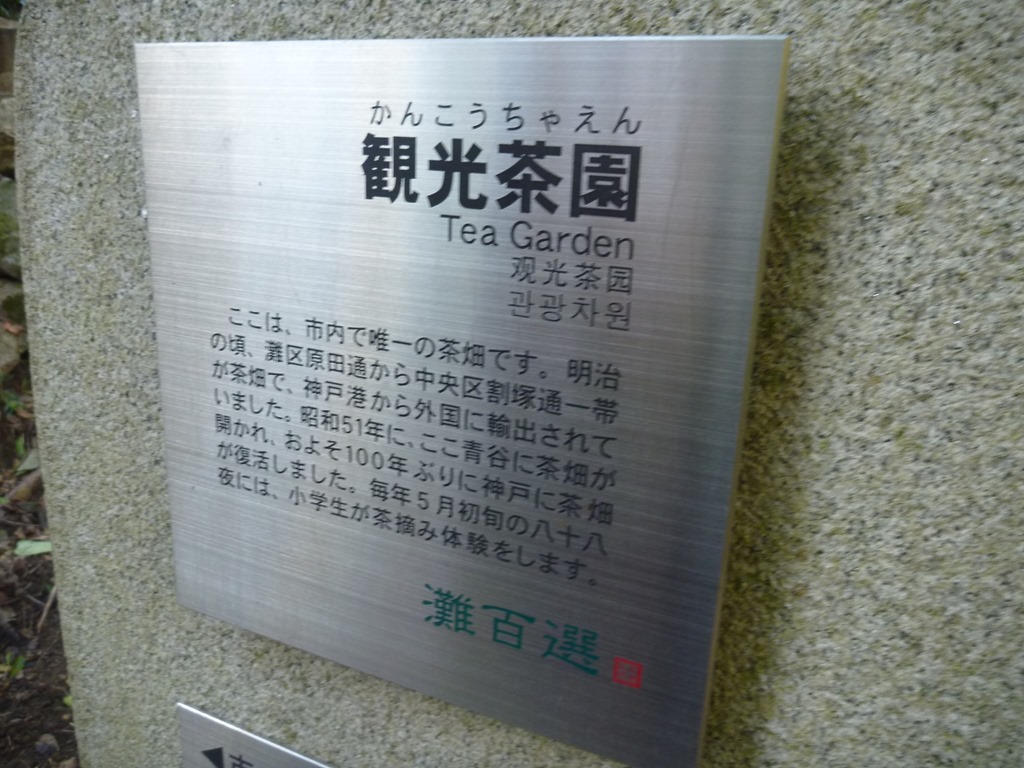 かんこうちゃえん
観光茶園
Tea Garden
观光茶园
관광차원
ここは、市内で唯一の茶畑です。明治
の頃、灘区原田通から中央区割塚通一帯
が茶畑で、神戸港から外国に輸出されて
いました。昭和51年に、ここ青谷に茶畑が
開かれ、およそ100年ぶりに神戸に茶畑
が復活しました。毎年5月初旬の八十八
夜には、小学生が茶摘み体験をします。
灘百選